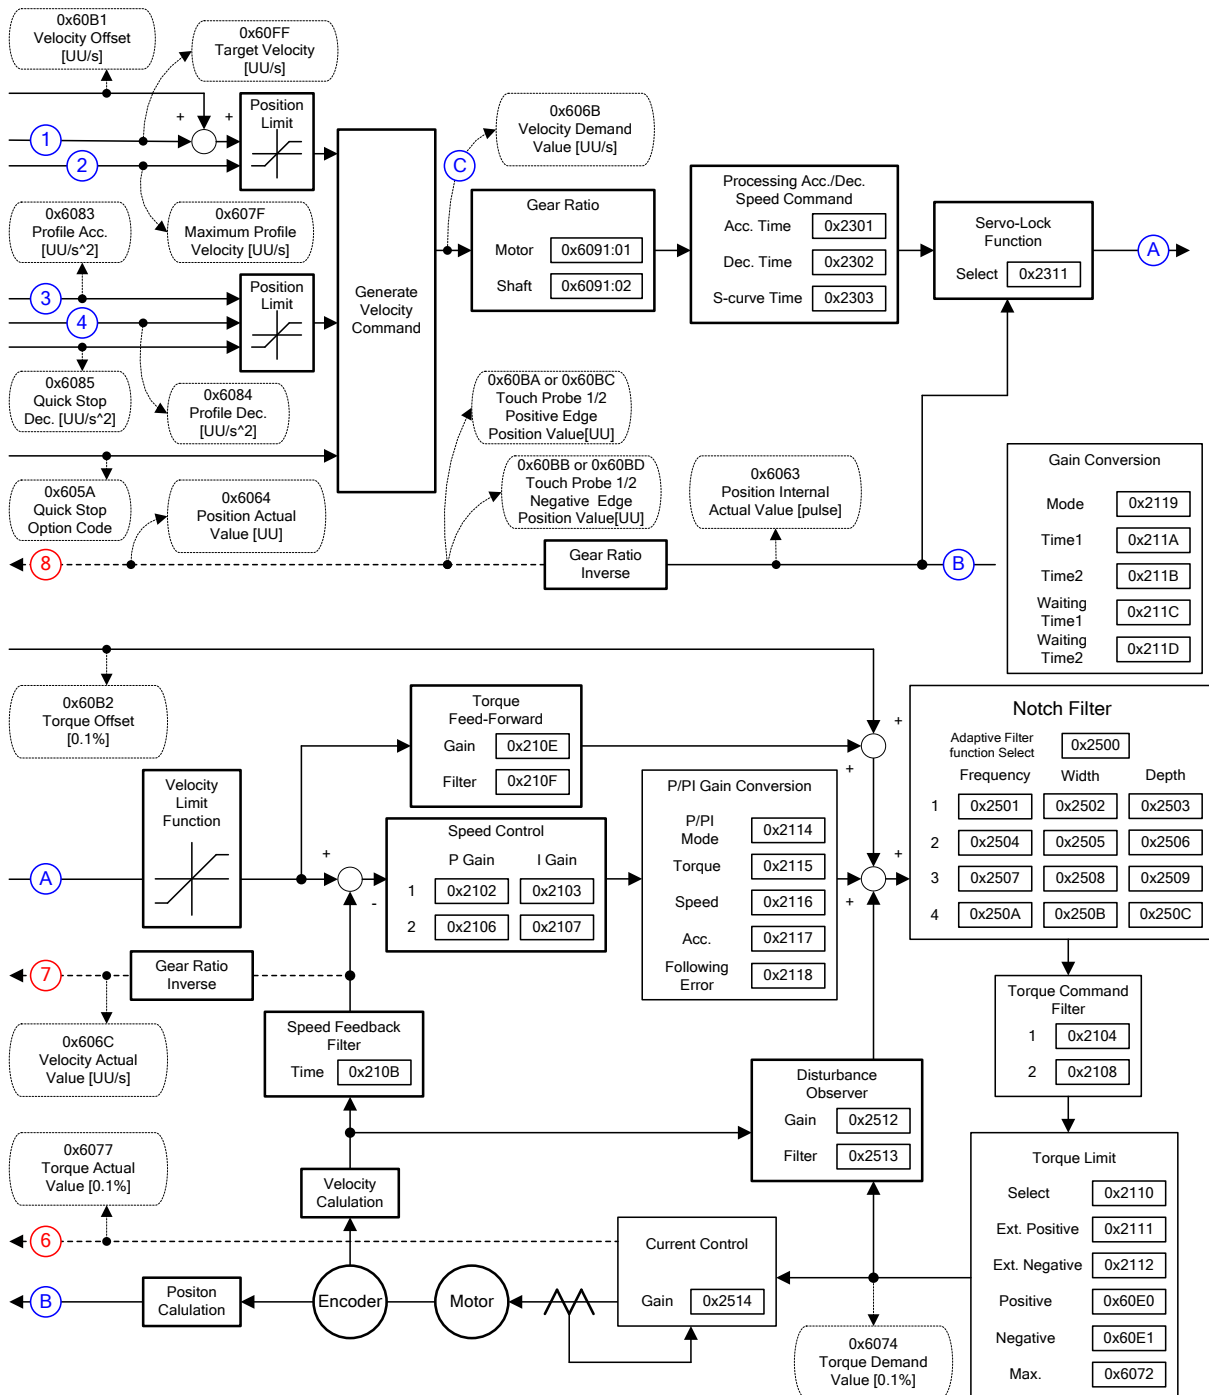 0x60B1
Velocity Offset
[UU/s]
0x60FF
Target Velocity
[UU/s]
+
+
1
2
Position
Limit
0x606B
Velocity Demand
Value [UU/s]
C
0x6083
Profile Acc.
[UU/s^2]
0x607F
Maximum Profile
Velocity [UU/s]
3
4
Position
Limit
Generate
Velocity
Command
Gear Ratio
Motor 0x6091:01
Shaft 0x6091:02
Processing Acc./Dec.
Speed Command
Acc. Time 0x2301
Dec. Time 0x2302
S-curve Time 0x2303
Servo-Lock
Function
Select 0x2311
A
0x6085
Quick Stop
Dec. [UU/s^2]
0x6084
Profile Dec.
[UU/s^2]
0x60BA or 0x60BC
Touch Probe 1/2
Positive Edge
Position Value[UU]
0x605A
Quick Stop
Option Code
0x6064
Position Actual
Value [UU]
0x60BB or 0x60BD
Touch Probe 1/2
Negative Edge
Position Value[UU]
0x6063
Position Internal
Actual Value [pulse]
8
Gear Ratio
Inverse
B
Gain Conversion
Mode 0x2119
Time1 0x211A
Time2 0x211B
Waiting
Time1 0x211C
Waiting
Time2 0x211D
0x60B2
Torque Offset
[0.1%]
Torque
Feed-Forward
Gain 0x210E
Filter 0x210F
+
+
A
Velocity
Limit
Function
+
-
Speed Control
P Gain I Gain
1 0x2102 0x2103
2 0x2106 0x2107
P/PI Gain Conversion
P/PI
Mode 0x2114
Torque 0x2115
Speed 0x2116
Acc. 0x2117
Following
Error 0x2118
+
+
Notch Filter
Adaptive Filter
function Select 0x2500
Frequency Width Depth
1 0x2501 0x2502 0x2503
2 0x2504 0x2505 0x2506
3 0x2507 0x2508 0x2509
4 0x250A 0x250B 0x250C
7
Gear Ratio
Inverse
0x606C
Velocity Actual
Value [UU/s]
Speed Feedback
Filter
Time 0x210B
Torque Command
Filter
1 0x2104
2 0x2108
Disturbance
Observer
Gain 0x2512
Filter 0x2513
0x6077
Torque Actual
Value [0.1%]
Velocity
Calulation
6
B
Positon
Calulation
Encoder
Motor
Current Control
Gain 0x2514
0x6074
Torque Demand
Value [0.1%]
Torque Limit
Select 0x2110
Ext. Positive 0x2111
Ext. Negative 0x2112
Positive 0x60E0
Negative 0x60E1
Max. 0x6072